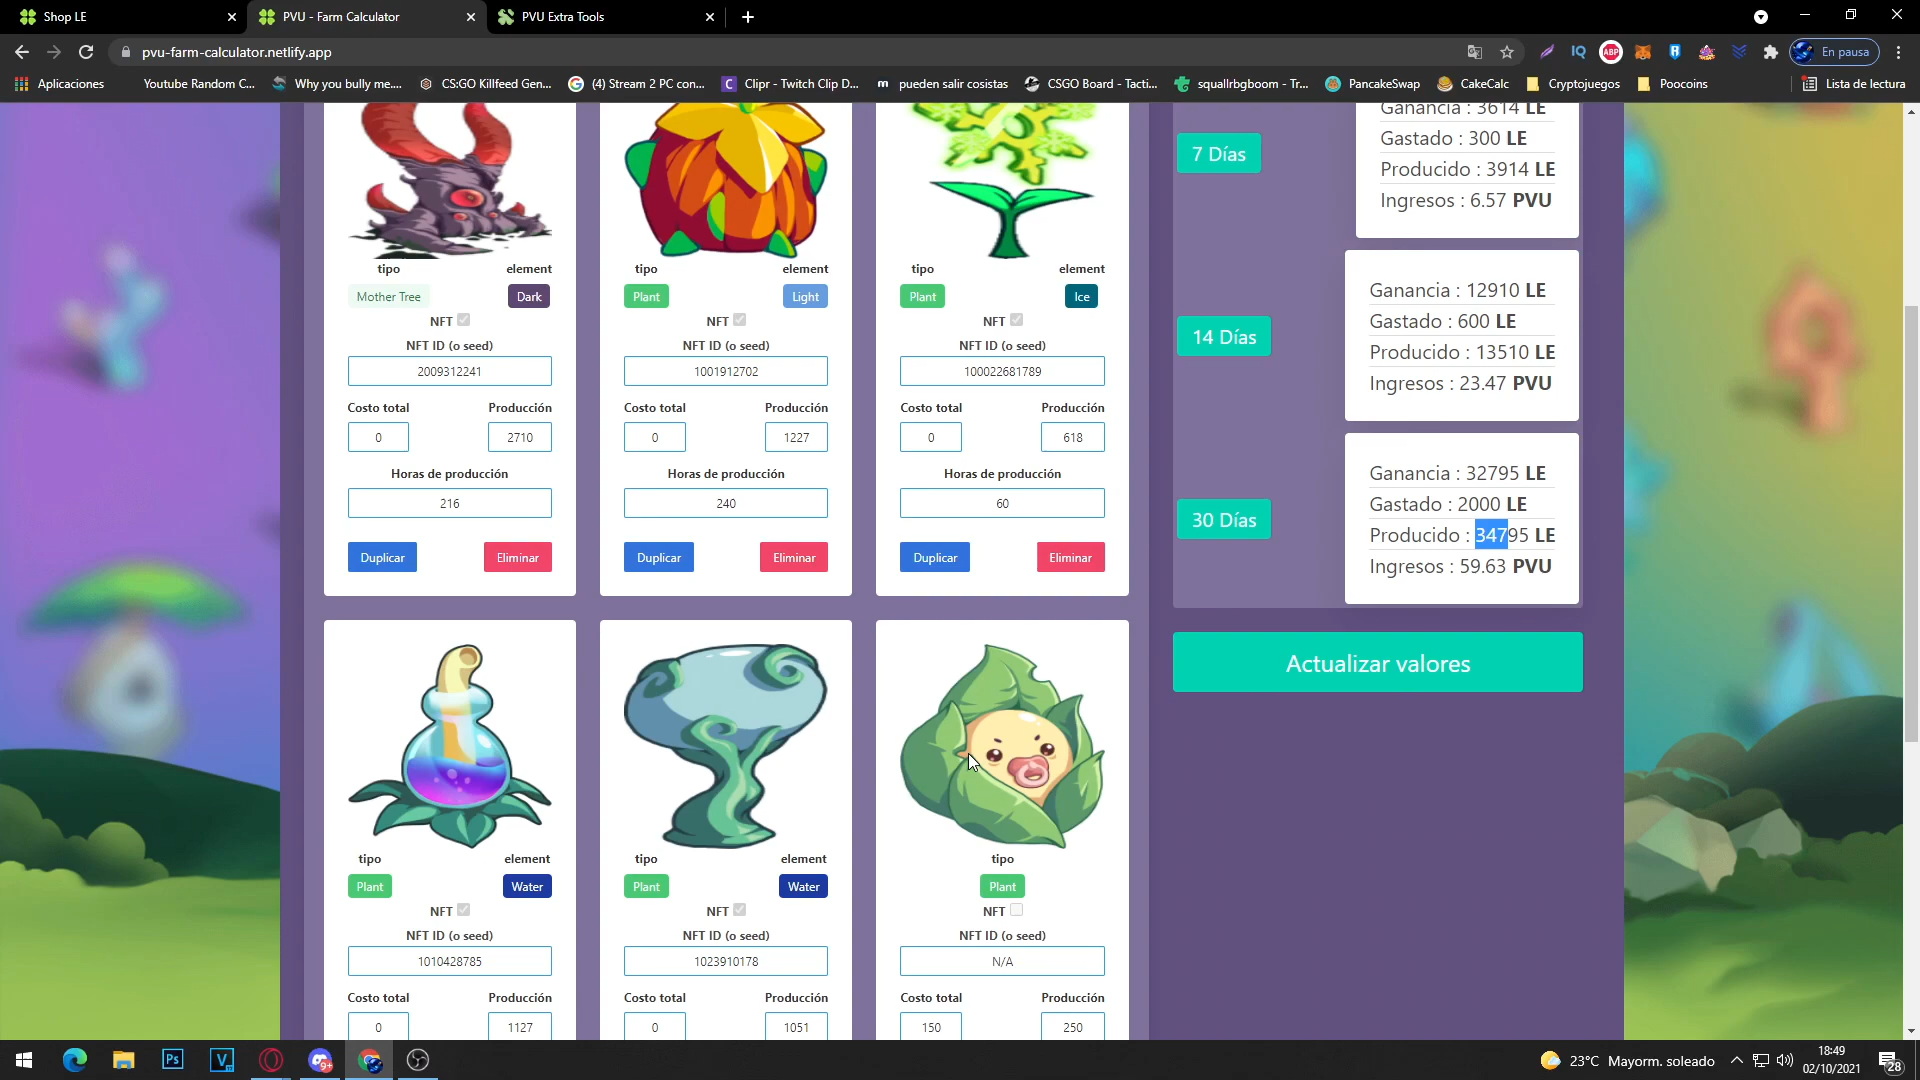 Shop LE
PVU - Farm Calculator
PVU Extra Tools
pvu-farm-calculator.netlify.app
ABP
En pausa
Aplicaciones
Youtube Random C...
Why you bully me....
CS:GO Killfeed Gen...
(4) Stream 2 PC con...
Clipr - Twitch Clip D...
pueden salir cosistas
CSGO Board - Tacti...
squallrbgboom - Tr...
PancakeSwap
CakeCalc
Cryptojuegos
Poocoins
Lista de lectura
tipo element
Mother Tree Dark
NFT
NFT ID (o seed)
2009312241
Costo total Producción
0 2710
Horas de producción
216
Duplicar Eliminar
tipo element
Plant Light
NFT
NFT ID (o seed)
1001912702
Costo total Producción
0 1227
Horas de producción
240
Duplicar Eliminar
tipo element
Plant Ice
NFT
NFT ID (o seed)
100022681789
Costo total Producción
0 618
Horas de producción
60
Duplicar Eliminar
tipo element
Plant Water
NFT
NFT ID (o seed)
1010428785
Costo total Producción
0 1127
tipo element
Plant Water
NFT
NFT ID (o seed)
1023910178
Costo total Producción
0 1051
tipo
Plant
NFT
NFT ID (o seed)
N/A
Costo total Producción
150 250
7 Días
Ganancia : 3614 LE
Gastado : 300 LE
Producido : 3914 LE
Ingresos : 6.57 PVU
14 Días
Ganancia : 12910 LE
Gastado : 600 LE
Producido : 13510 LE
Ingresos : 23.47 PVU
30 Días
Ganancia : 32795 LE
Gastado : 2000 LE
Producido : 34795 LE
Ingresos : 59.63 PVU
Actualizar valores
Ps
V
9+
23°C Mayorm. soleado
18:49
02/10/2021
28